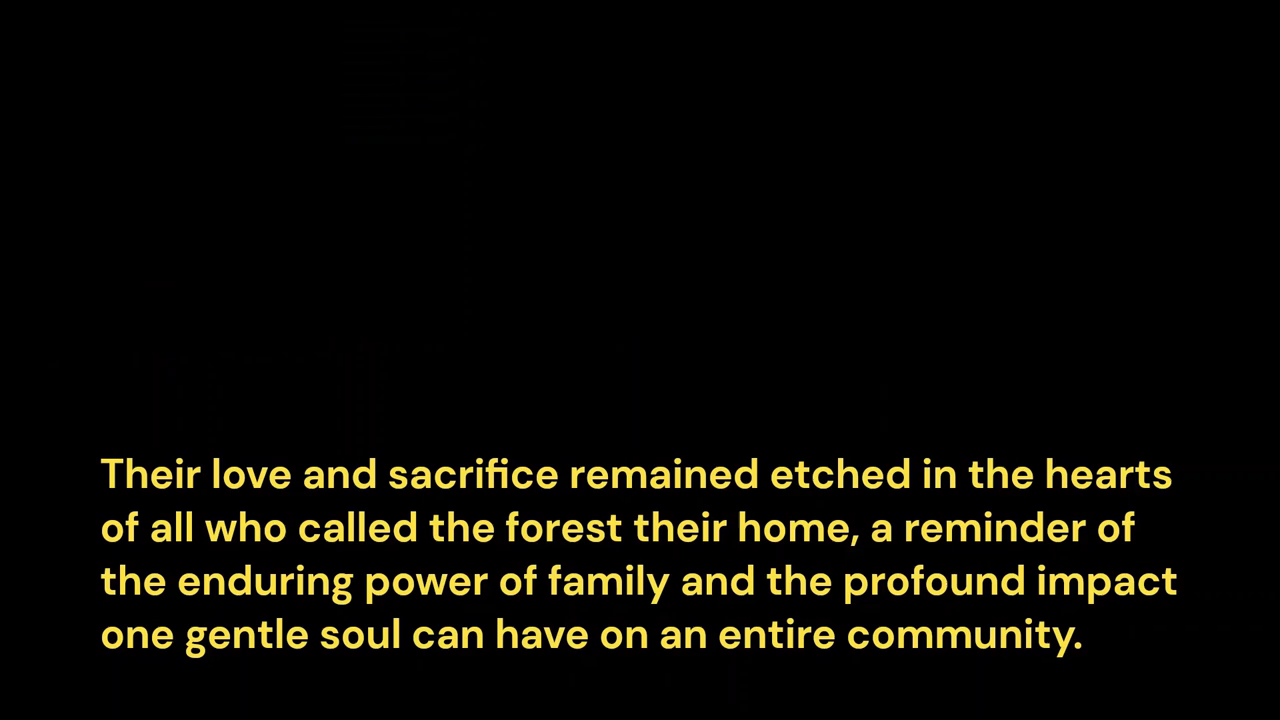 Their love and sacrifice remained etched in the hearts
of all who called the forest their home, a reminder of
the enduring power of family and the profound impact
one gentle soul can have on an entire community.